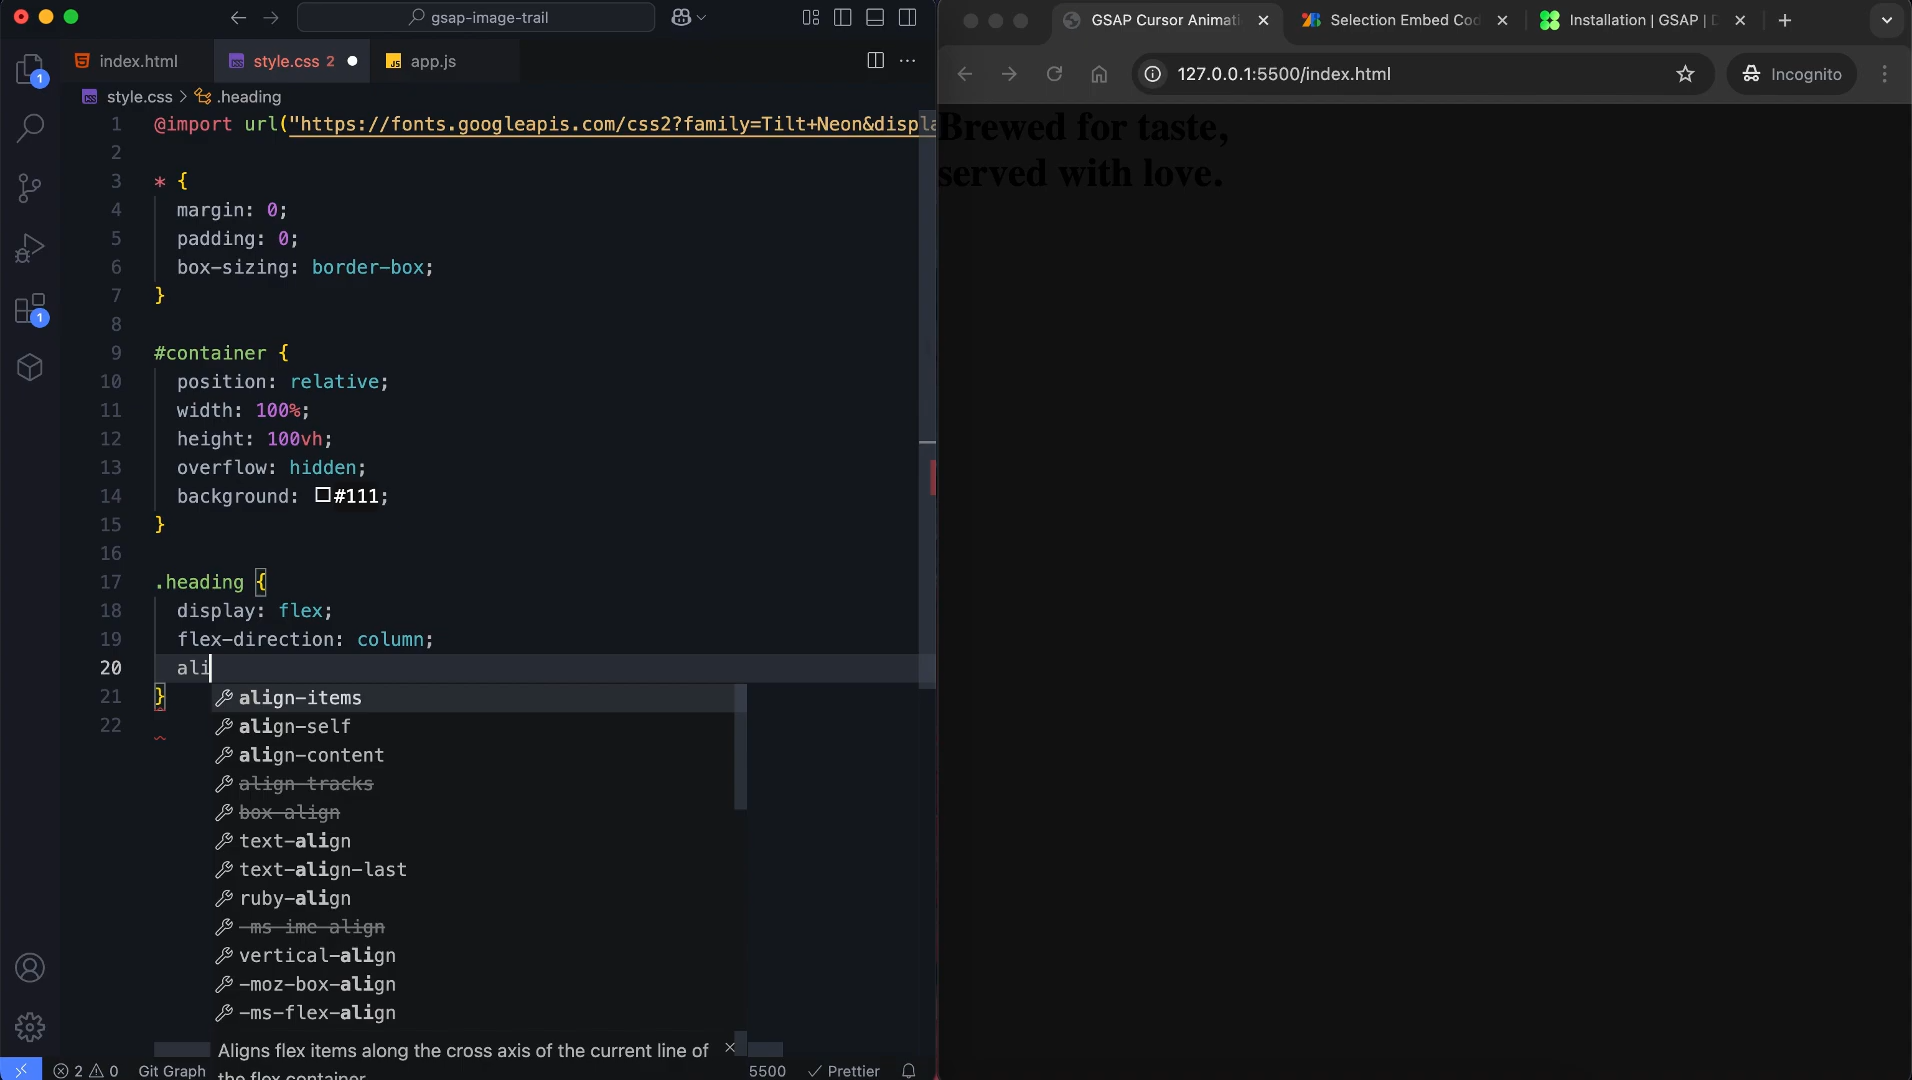 gsap-image-trail
index.html
style.css 2
app.js
style.css > .heading
1 @import url("https://fonts.googleapis.com/css2?family=Tilt+Neon&displa
2
3 * {
4 margin: 0;
5 padding: 0;
6 box-sizing: border-box;
7 }
8
9 #container {
10 position: relative;
11 width: 100%;
12 height: 100vh;
13 overflow: hidden;
14 background: #111;
15 }
16
17 .heading {
18 display: flex;
19 flex-direction: column;
20 ali
21 }
22
align-items
align-self
align-content
align-tracks
box-align
text-align
text-align-last
ruby-align
-ms-ime-align
vertical-align
-moz-box-align
-ms-flex-align
Aligns flex items along the cross axis of the current line of
the flex container.
1
1
2 0 Git Graph 5500 Prettier
GSAP Cursor Animati
Selection Embed Cod
Installation | GSAP | D
127.0.0.1:5500/index.html
Incognito
Brewed for taste,
served with love.